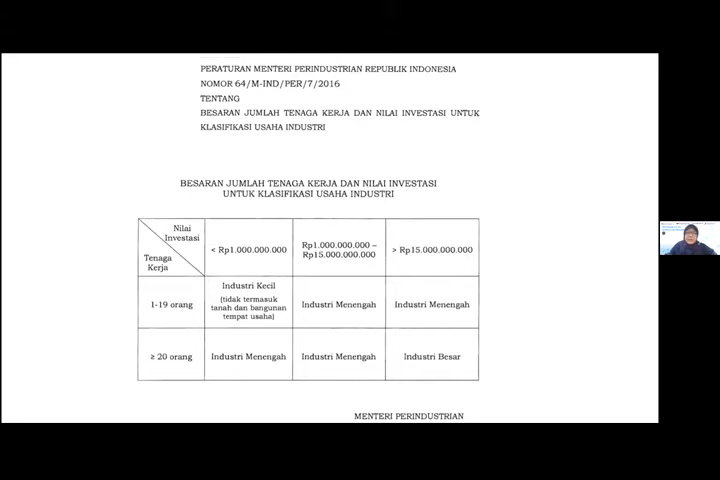 PERATURAN MENTERI PERINDUSTRIAN REPUBLIK INDONESIA
NOMOR 64/M-IND/PER/7/2016
TENTANG
BESARAN JUMLAH TENAGA KERJA DAN NILAI INVESTASI UNTUK
KLASIFIKASI USAHA INDUSTRI
BESARAN JUMLAH TENAGA KERJA DAN NILAI INVESTASI
UNTUK KLASIFIKASI USAHA INDUSTRI
Nilai
Investasi
Tenaga
Kerja
< Rp1.000.000.000
Rp1.000.000.000 –
Rp15.000.000.000
> Rp15.000.000.000
1-19 orang
Industri Kecil
(tidak termasuk
tanah dan bangunan
tempat usaha)
Industri Menengah
Industri Menengah
≥ 20 orang
Industri Menengah
Industri Menengah
Industri Besar
MENTERI PERINDUSTRIAN